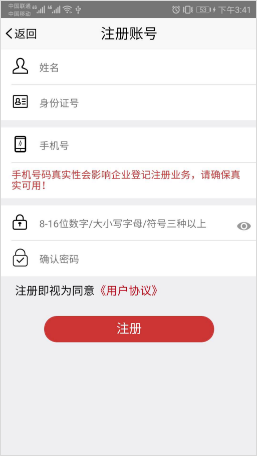 中国联通
中国移动
下午3:41
返回
注册账号
姓名
身份证号
手机号
手机号码真实性会影响企业登记注册业务，请确保真
实可用！
8-16位数字/大小写字母/符号三种以上
确认密码
注册即视为同意《用户协议》
注册